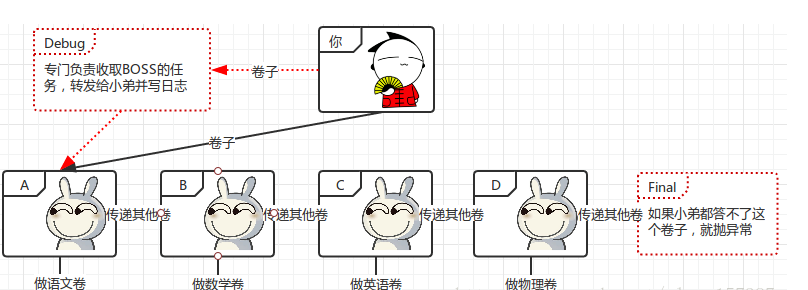 Debug
专门负责收取BOSS的任
务，转发给小弟并写日志
你
卷子
卷子
A
B
C
D
传递其他卷
传递其他卷
传递其他卷
传递其他卷
Final
如果小弟都答不了这
个卷子，就抛异常
做语文卷
做数学卷
做英语卷
做物理卷